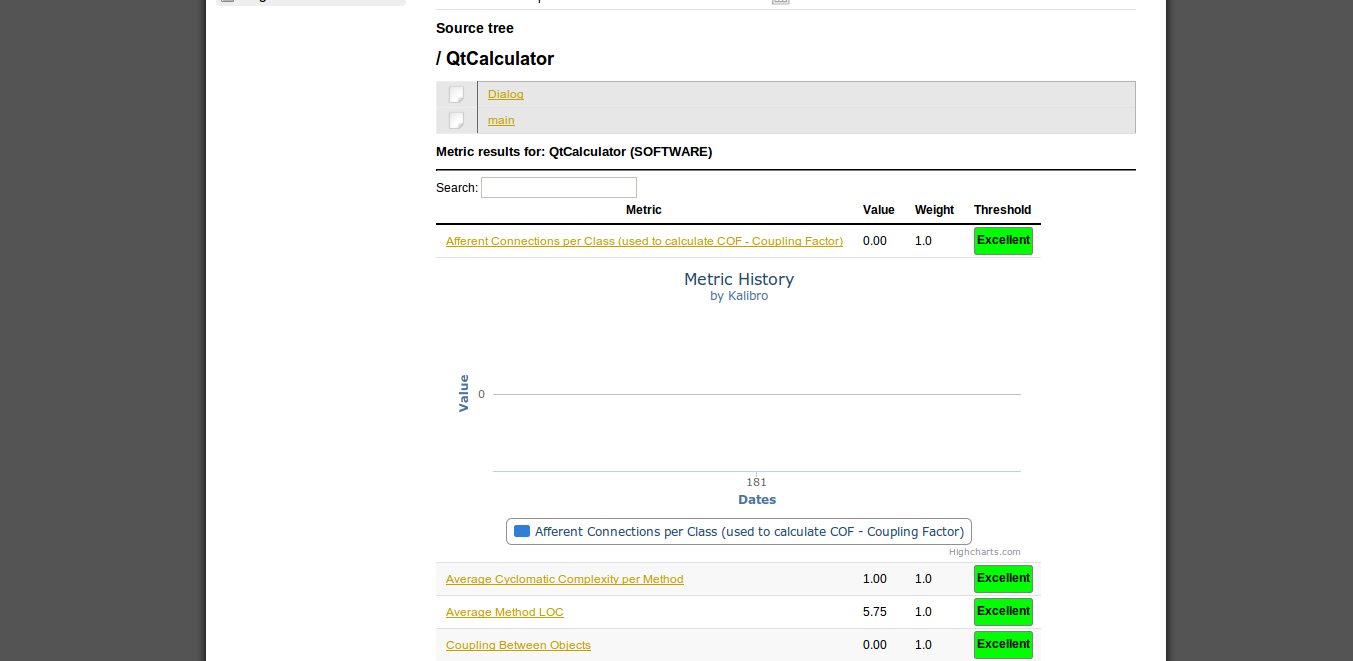 Source tree
/ QtCalculator
Dialog
main
Metric results for: QtCalculator (SOFTWARE)
Search:
Metric Value Weight Threshold
Afferent Connections per Class (used to calculate COF - Coupling Factor) 0.00 1.0 Excellent
Metric History
by Kalibro
Value
0
181
Dates
Afferent Connections per Class (used to calculate COF - Coupling Factor)
Highcharts.com
Average Cyclomatic Complexity per Method 1.00 1.0 Excellent
Average Method LOC 5.75 1.0 Excellent
Coupling Between Objects 0.00 1.0 Excellent